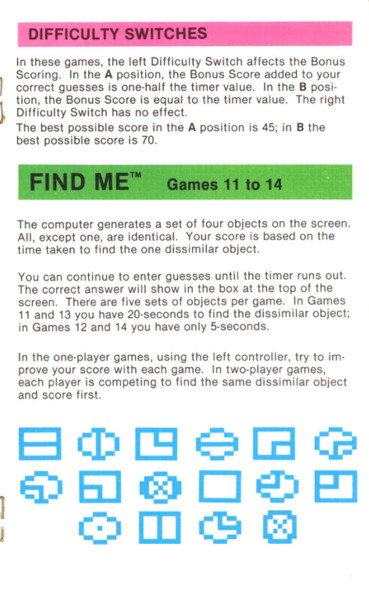 DIFFICULTY SWITCHES
In these games, the left Difficulty Switch affects the Bonus
Scoring. In the A position, the Bonus Score added to your
correct guesses is one-half the timer value. In the B posi-
tion, the Bonus Score is equal to the timer value. The right
Difficulty Switch has no effect.
The best possible score in the A position is 45; in B the
best possible score is 70.
FIND ME™ Games 11 to 14
The computer generates a set of four objects on the screen.
All, except one, are identical. Your score is based on the
time taken to find the one dissimilar object.
You can continue to enter guesses until the timer runs out.
The correct answer will show in the box at the top of the
screen. There are five sets of objects per game. In Games
11 and 13 you have 20-seconds to find the dissimilar object;
in Games 12 and 14 you have only 5-seconds.
In the one-player games, using the left controller, try to im-
prove your score with each game. In two-player games,
each player is competing to find the same dissimilar object
and score first.